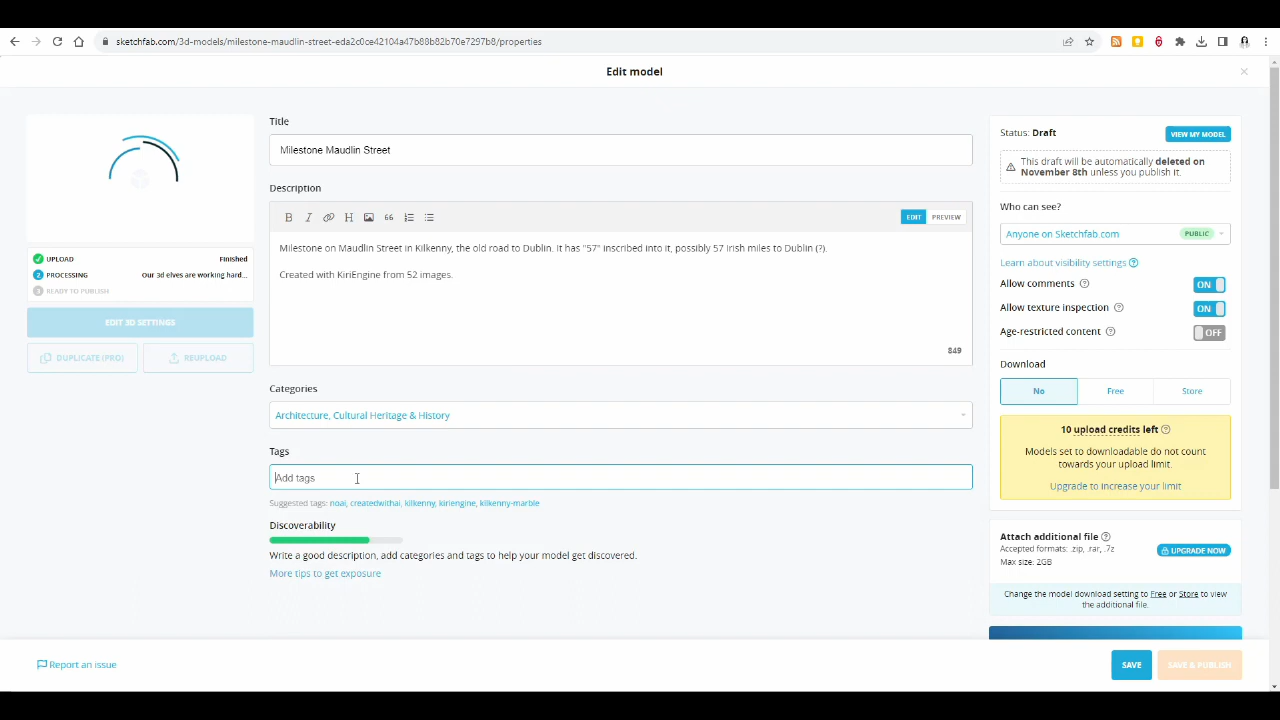 sketchfab.com/3d-models/milestone-maudlin-street-eda2c0ce42104a47b88b82b70e7297b8/properties
Edit model
Title
Milestone Maudlin Street
Description
B I H 66
EDIT PREVIEW
Milestone on Maudlin Street in Kilkenny, the old road to Dublin. It has "57" inscribed into it, possibly 57 Irish miles to Dublin (?).
Created with KiriEngine from 52 images.
849
UPLOAD Finished
2 PROCESSING Our 3d elves are working hard...
3 READY TO PUBLISH
EDIT 3D SETTINGS
DUPLICATE (PRO) REUPLOAD
Categories
Architecture, Cultural Heritage & History
Tags
Add tags
Suggested tags: noai, createdwithai, kilkenny, kiriengine, kilkenny-marble
Discoverability
Write a good description, add categories and tags to help your model get discovered.
More tips to get exposure
Status: Draft VIEW MY MODEL
This draft will be automatically deleted on
November 8th unless you publish it.
Who can see?
Anyone on Sketchfab.com PUBLIC
Learn about visibility settings ?
Allow comments ? ON
Allow texture inspection ? ON
Age-restricted content ? OFF
Download
No Free Store
10 upload credits left ?
Models set to downloadable do not count
towards your upload limit.
Upgrade to increase your limit
Attach additional file ?
Accepted formats: .zip, .rar, .7z
Max size: 2GB
UPGRADE NOW
Change the model download setting to Free or Store to view
the additional file.
Report an issue
SAVE SAVE & PUBLISH